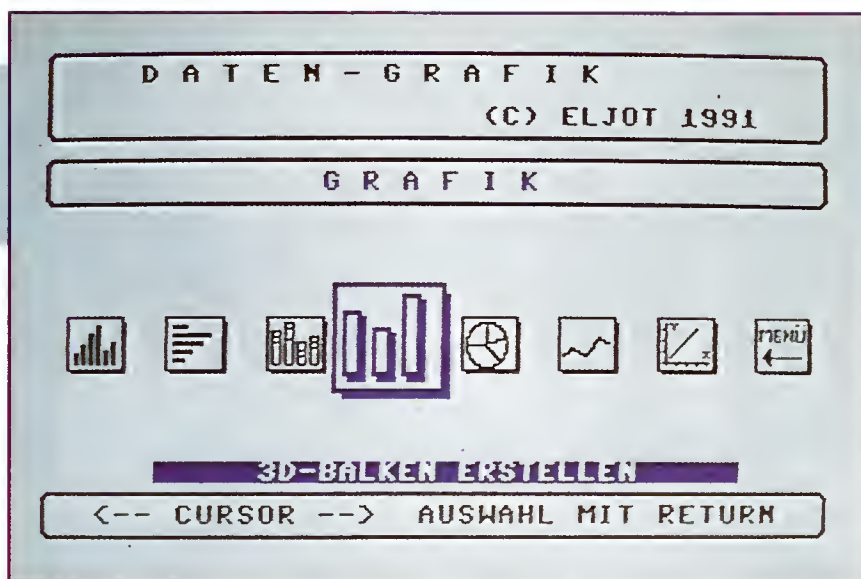 D A T E N - G R A F I K
(C) ELJOT 1991
G R A F I K
Y
X
MENÜ
3D-BALKEN ERSTELLEN
<-- CURSOR --> AUSWAHL MIT RETURN